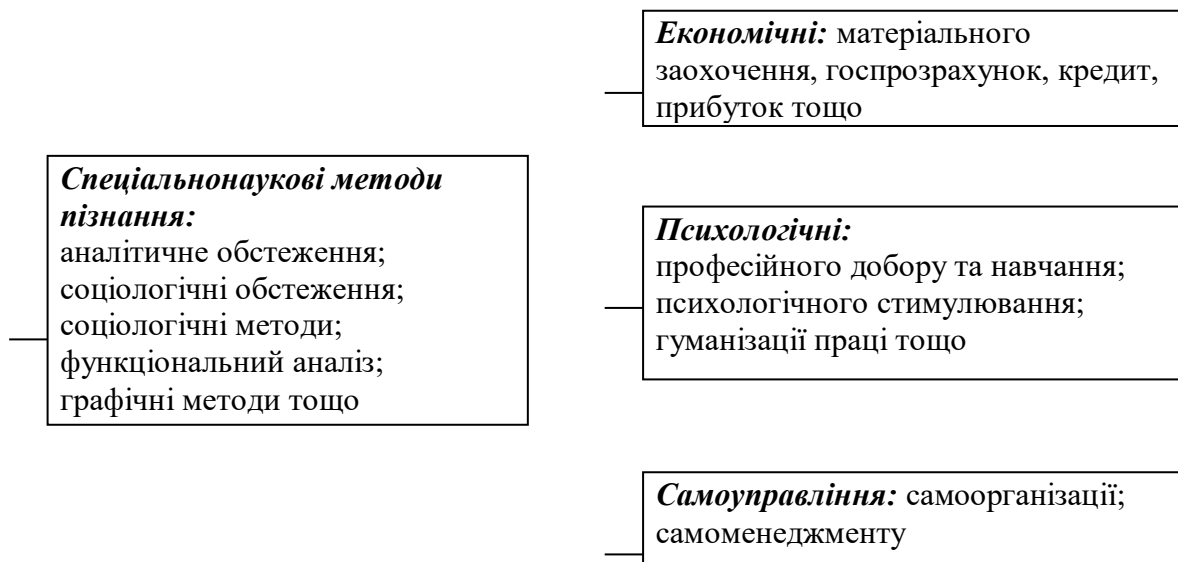 Економічні: матеріального
заохочення, госпрозрахунок, кредит,
прибуток тощо
Спеціальнонаукові методи
пізнання:
аналітичне обстеження;
соціологічні обстеження;
соціологічні методи;
функціональний аналіз;
графічні методи тощо
Психологічні:
професійного добору та навчання;
психологічного стимулювання;
гуманізації праці тощо
Самоуправління: самоорганізації;
самоменеджменту